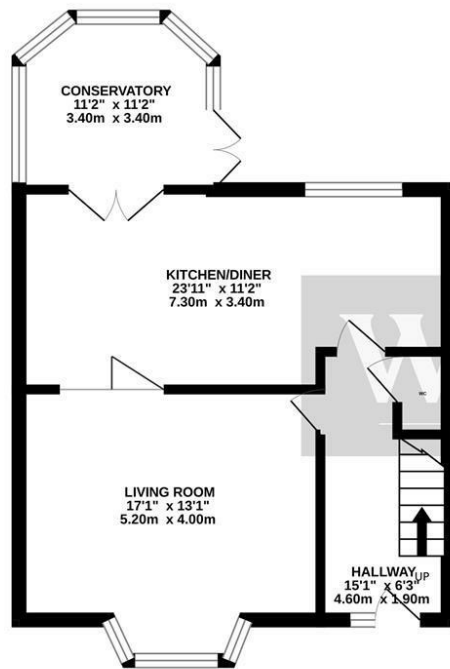 CONSERVATORY
11'2" x 11'2"
3.40m x 3.40m
KITCHEN/DINER
23'11" x 11'2"
7.30m x 3.40m
W
WC
LIVING ROOM
17'1" x 13'1"
5.20m x 4.00m
HALLWAY
15'1" x 6'3"
4.60m x 1.90m
UP